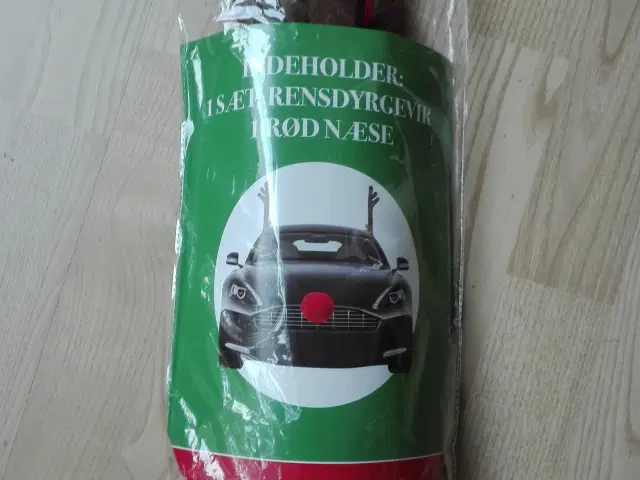 INDEHOLDER:
1 SÆT RENSDYRGEVIR
1 RØD NÆSE